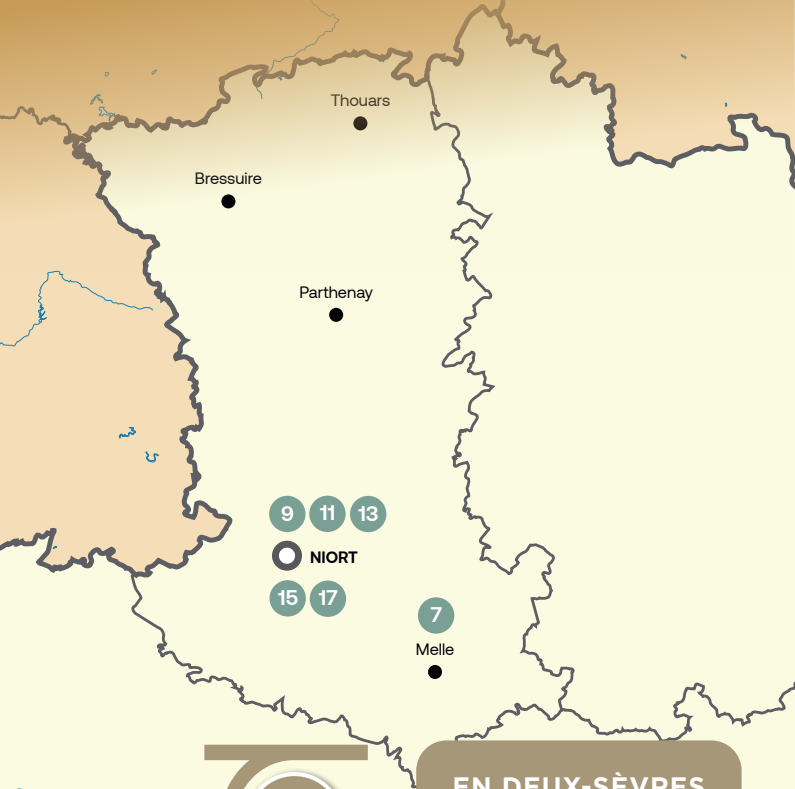 Thouars
Bressuire
Parthenay
9 11 13
NIORT
15 17
7
Melle
EN DEUX-SÈVRES